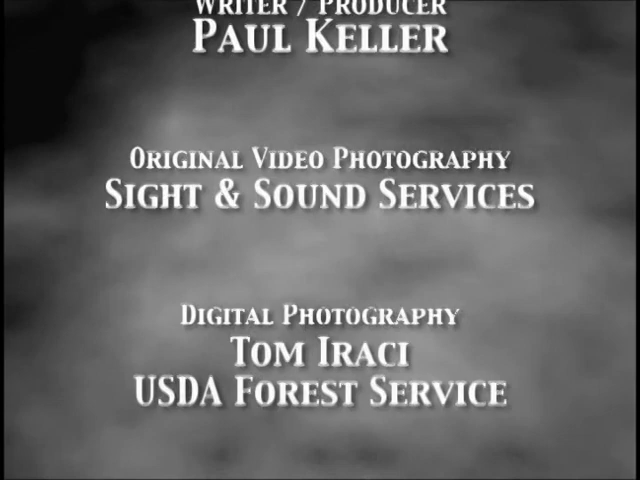 Writer / Producer
Paul Keller
Original Video Photography
Sight & Sound Services
Digital Photography
Tom Iraci
USDA Forest Service